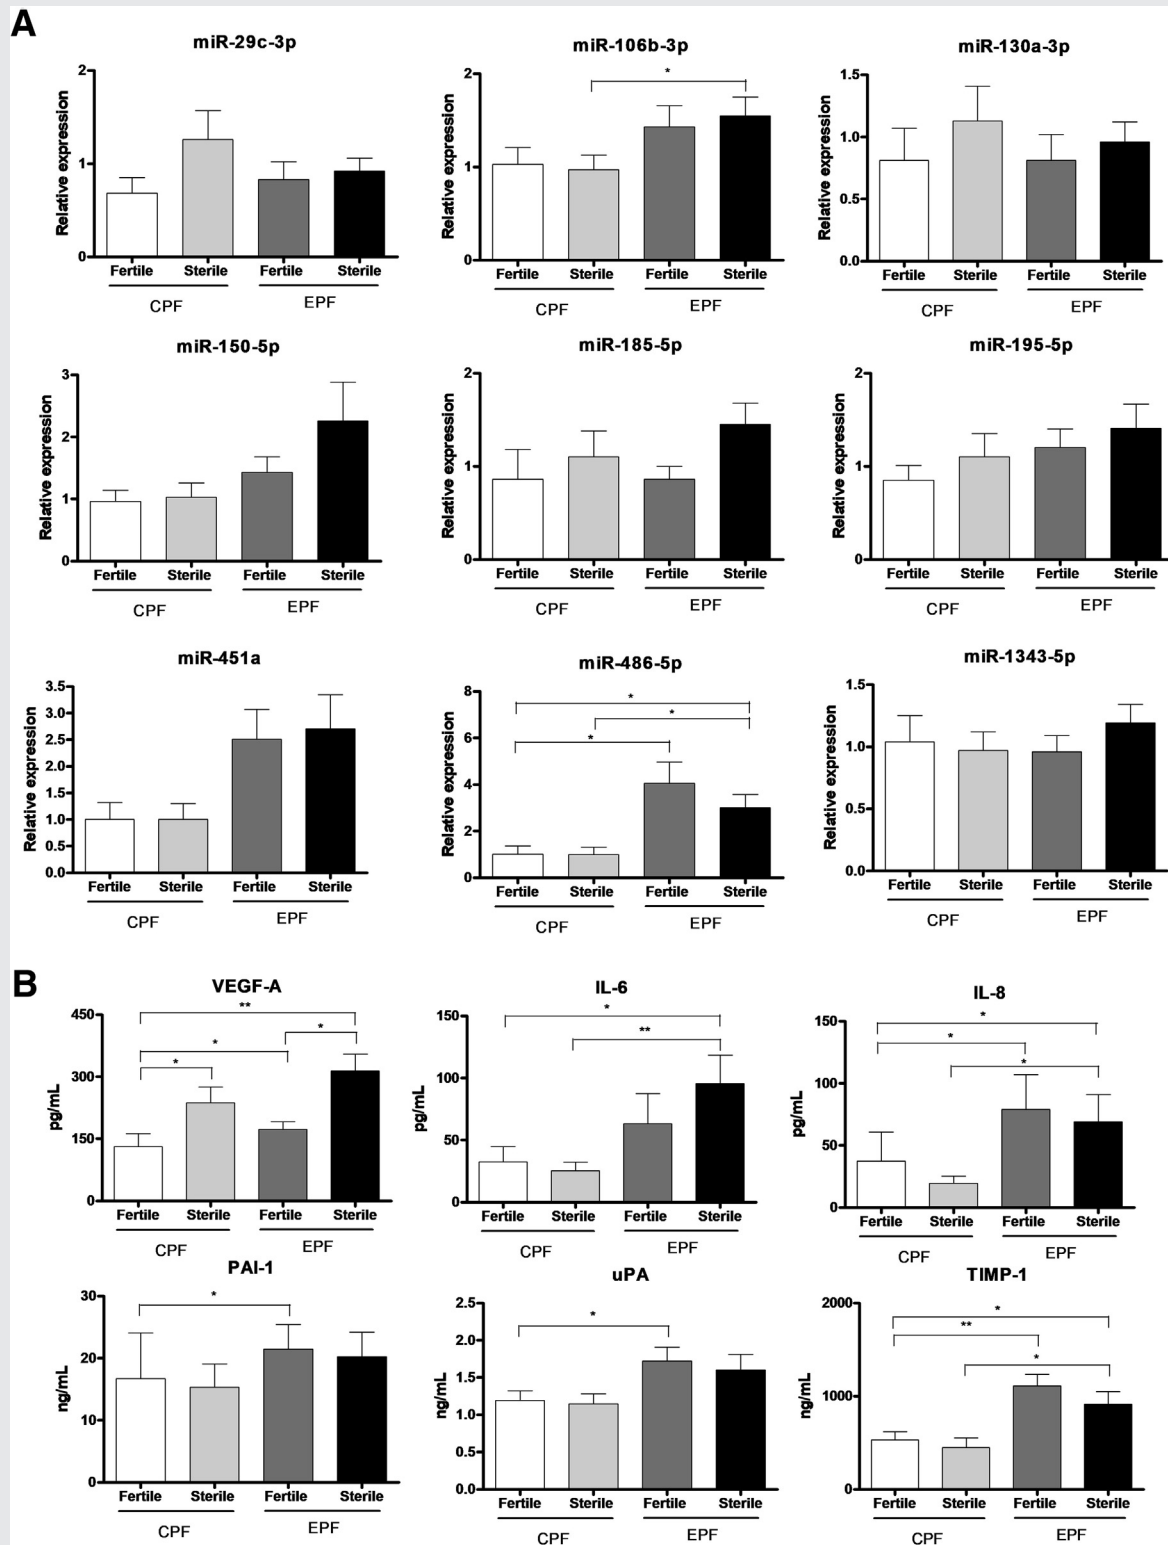 A
miR-29c-3p
miR-106b-3p
miR-130a-3p
Relative expression
2
1
0
Fertile Sterile Fertile Sterile
CPF EPF
Relative expression
2
1
0
*
Fertile Sterile Fertile Sterile
CPF EPF
Relative expression
1.5
1.0
0.5
0.0
Fertile Sterile Fertile Sterile
CPF EPF
miR-150-5p
miR-185-5p
miR-195-5p
Relative expression
3
2
1
0
Fertile Sterile Fertile Sterile
CPF EPF
Relative expression
2
1
0
Fertile Sterile Fertile Sterile
CPF EPF
Relative expression
2
1
0
Fertile Sterile Fertile Sterile
CPF EPF
miR-451a
miR-486-5p
miR-1343-5p
Relative expression
3.5
3.0
2.5
2.0
1.5
1.0
0.5
0.0
Fertile Sterile Fertile Sterile
CPF EPF
Relative expression
8
6
4
2
0
*
*
*
Fertile Sterile Fertile Sterile
CPF EPF
Relative expression
1.5
1.0
0.5
0.0
Fertile Sterile Fertile Sterile
CPF EPF
B
VEGF-A
IL-6
IL-8
pg/mL
450
300
150
0
**
*
*
*
Fertile Sterile Fertile Sterile
CPF EPF
pg/mL
150
100
50
0
*
**
Fertile Sterile Fertile Sterile
CPF EPF
pg/mL
150
100
50
0
*
*
*
Fertile Sterile Fertile Sterile
CPF EPF
PAI-1
uPA
TIMP-1
ng/mL
30
20
10
0
*
Fertile Sterile Fertile Sterile
CPF EPF
ng/mL
2.5
2.0
1.5
1.0
0.5
0.0
*
Fertile Sterile Fertile Sterile
CPF EPF
ng/mL
2000
1000
0
*
**
*
Fertile Sterile Fertile Sterile
CPF EPF